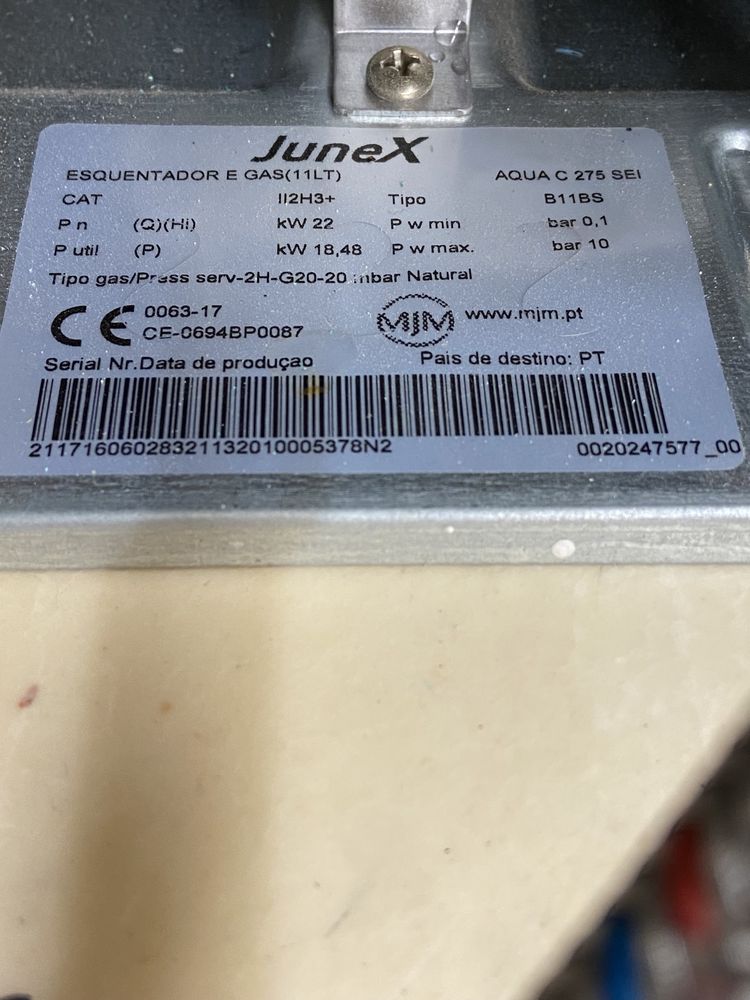 JuneX
ESQUENTADOR E GAS(11LT) AQUA C 275 SEI
CAT II2H3+ Tipo B11BS
P n (Q)(Hi) kW 22 P w min bar 0,1
P util (P) kW 18,48 P w max. bar 10
Tipo gas/Press serv-2H-G20-20 mbar Natural
CE 0063-17
CE-0694BP0087
MJM www.mjm.pt
Serial Nr.Data de produçao Pais de destino: PT
21171606028321132010005378N2 0020247577_00